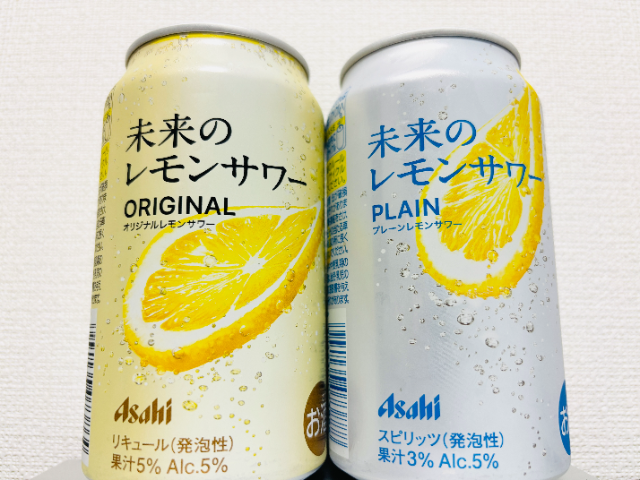 未来の
レモンサワー
ORIGINAL
オリジナルレモンサワー
Asahi
お酒
リキュール(発泡性)
果汁5% Alc.5%
未来の
レモンサワー
PLAIN
プレーンレモンサワー
Asahi
お
スピリッツ(発泡性)
果汁3% Alc.5%